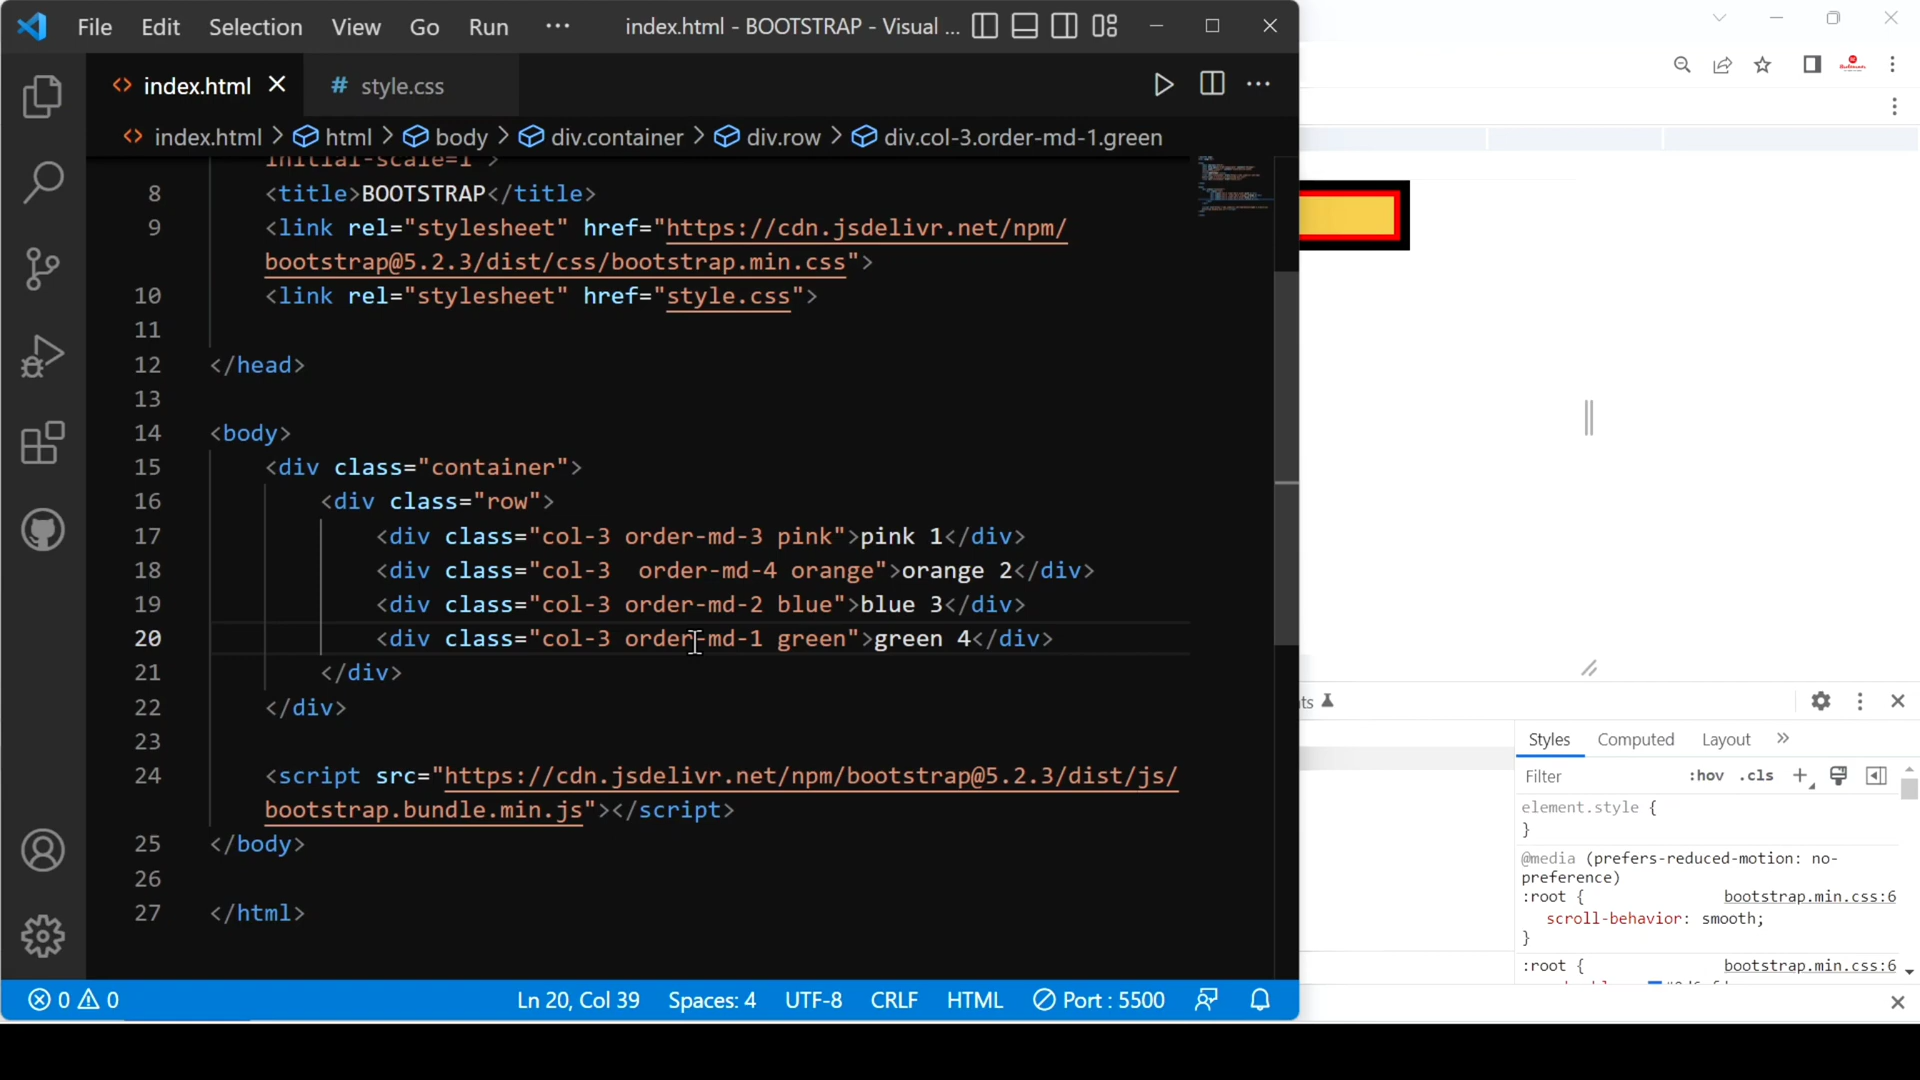 File Edit Selection View Go Run ··· index.html - BOOTSTRAP - Visual ...
index.html style.css
index.html > html > body > div.container > div.row > div.col-3.order-md-1.green
initial-scale=1">
8 <title>BOOTSTRAP</title>
9 <link rel="stylesheet" href="https://cdn.jsdelivr.net/npm/
bootstrap@5.2.3/dist/css/bootstrap.min.css">
10 <link rel="stylesheet" href="style.css">
11
12 </head>
13
14 <body>
15 <div class="container">
16 <div class="row">
17 <div class="col-3 order-md-3 pink">pink 1</div>
18 <div class="col-3  order-md-4 orange">orange 2</div>
19 <div class="col-3 order-md-2 blue">blue 3</div>
20 <div class="col-3 order-md-1 green">green 4</div>
21 </div>
22 </div>
23
24 <script src="https://cdn.jsdelivr.net/npm/bootstrap@5.2.3/dist/js/
bootstrap.bundle.min.js"></script>
25 </body>
26
27 </html>
0 0 Ln 20, Col 39 Spaces: 4 UTF-8 CRLF HTML Port : 5500
ts
Styles Computed Layout »
Filter :hov .cls +
element.style {
}
@media (prefers-reduced-motion: no-
preference)
:root { bootstrap.min.css:6
scroll-behavior: smooth;
}
:root { bootstrap.min.css:6